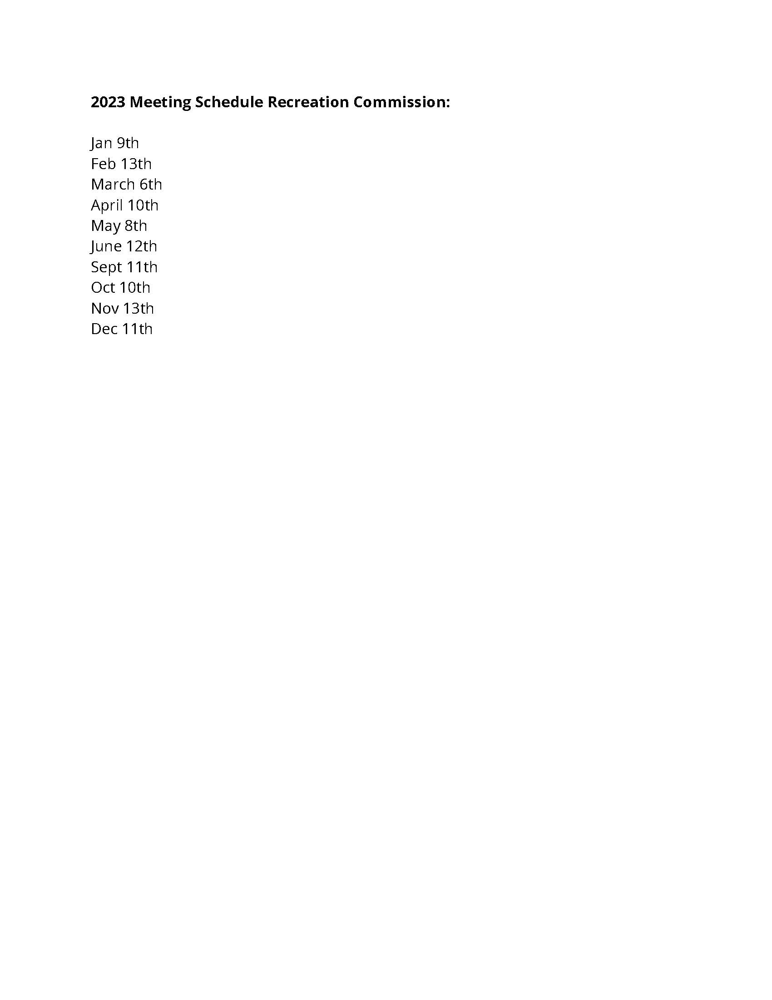 2023 Meeting Schedule Recreation Commission:
Jan 9th
Feb 13th
March 6th
April 10th
May 8th
June 12th
Sept 11th
Oct 10th
Nov 13th
Dec 11th